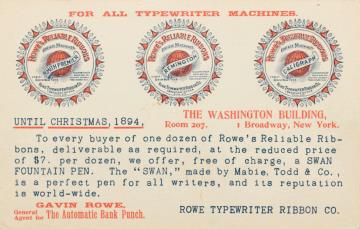 FOR ALL TYPEWRITER MACHINES.
ROWE'S RELIABLE RIBBONS
SMITH PREMIER
ROWE'S RELIABLE RIBBONS
REMINGTON
ROWE'S RELIABLE RIBBONS
CALIGRAPH
THE WASHINGTON BUILDING,
UNTIL CHRISTMAS, 1894. Room 207. 1 Broadway, New York.
To every buyer of one dozen of Rowe's Reliable Rib-
bons, deliverable as required, at the reduced price
of $7. per dozen, we offer, free of charge, a SWAN
FOUNTAIN PEN. The "SWAN," made by Mabie, Todd & Co.,
is a perfect pen for all writers, and its reputation
is world-wide.
GAVIN ROWE,
General Agent for The Automatic Bank Punch.
ROWE TYPEWRITER RIBBON CO.